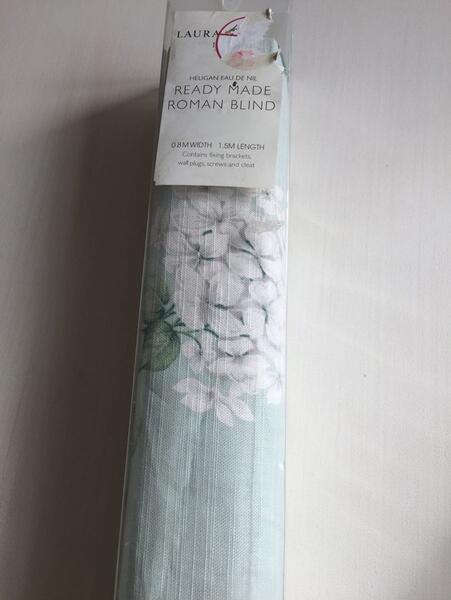 LAURA
HELIGAN EAU DE NIL
READY MADE
ROMAN BLIND
0.8M WIDTH 1.5M LENGTH
Contains fixing brackets,
wall plugs, screws and cleat